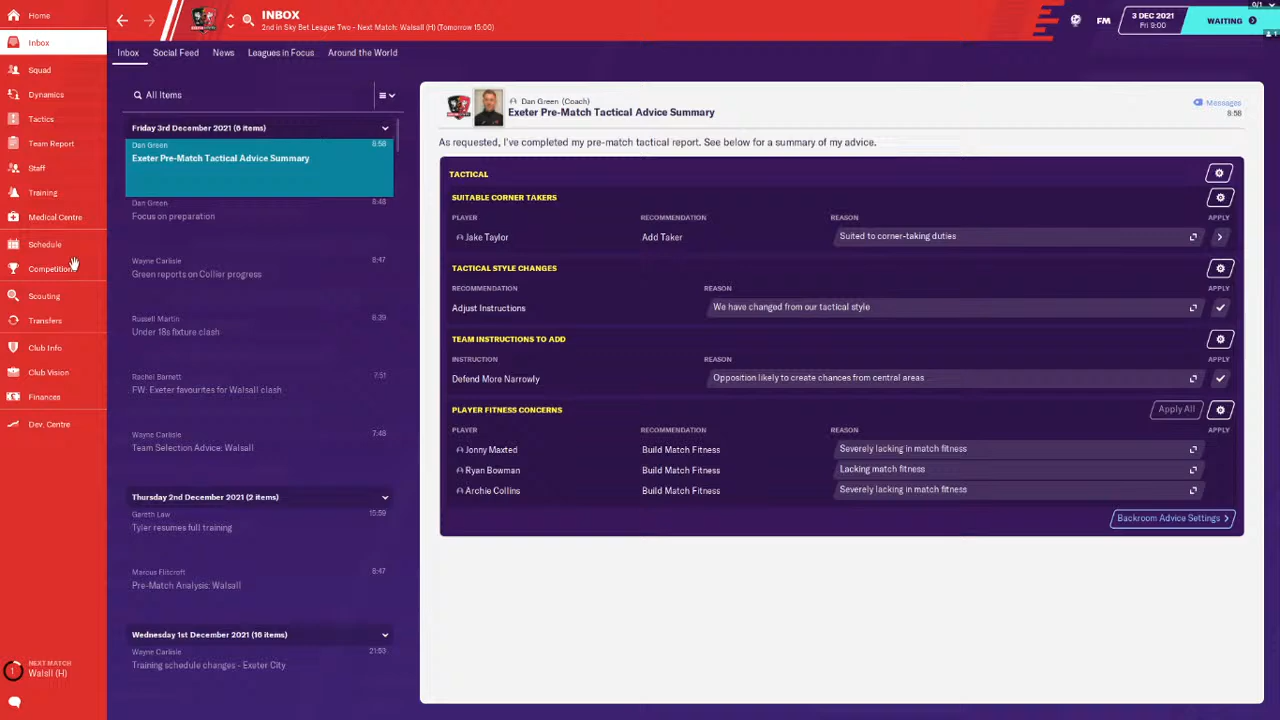 Home
Inbox
Squad
Dynamics
Tactics
Team Report
Staff
Training
Medical Centre
Schedule
Competitions
Scouting
Transfers
Club Info
Club Vision
Finances
Dev. Centre
NEXT MATCH
1 Walsll (H)
INBOX
2nd in Sky Bet League Two - Next Match: Walsall (H) (Tomorrow 15:00)
FM
3 DEC 2021
Fri 9:00
WAITING
0/1
1
Inbox Social Feed News Leagues in Focus Around the World
All Items
Friday 3rd December 2021 (6 items)
Dan Green 8:58
Exeter Pre-Match Tactical Advice Summary
Dan Green 8:48
Focus on preparation
Wayne Carlisle 8:47
Green reports on Collier progress
Russell Martin 8:39
Under 18s fixture clash
Rachel Barnett 7:51
FW: Exeter favourites for Walsall clash
Wayne Carlisle 7:48
Team Selection Advice: Walsall
Thursday 2nd December 2021 (2 items)
Gareth Law 15:59
Tyler resumes full training
Marcus Flitcroft 8:47
Pre-Match Analysis: Walsall
Wednesday 1st December 2021 (16 items)
Wayne Carlisle 21:53
Training schedule changes - Exeter City
Dan Green (Coach)
Exeter Pre-Match Tactical Advice Summary
Messages
8:58
As requested, I've completed my pre-match tactical report. See below for a summary of my advice.
TACTICAL
SUITABLE CORNER TAKERS
PLAYER RECOMMENDATION REASON APPLY
Jake Taylor Add Taker Suited to corner-taking duties
TACTICAL STYLE CHANGES
RECOMMENDATION REASON APPLY
Adjust Instructions We have changed from our tactical style
TEAM INSTRUCTIONS TO ADD
INSTRUCTION REASON APPLY
Defend More Narrowly Opposition likely to create chances from central areas
PLAYER FITNESS CONCERNS Apply All
PLAYER RECOMMENDATION REASON APPLY
Jonny Maxted Build Match Fitness Severely lacking in match fitness
Ryan Bowman Build Match Fitness Lacking match fitness
Archie Collins Build Match Fitness Severely lacking in match fitness
Backroom Advice Settings